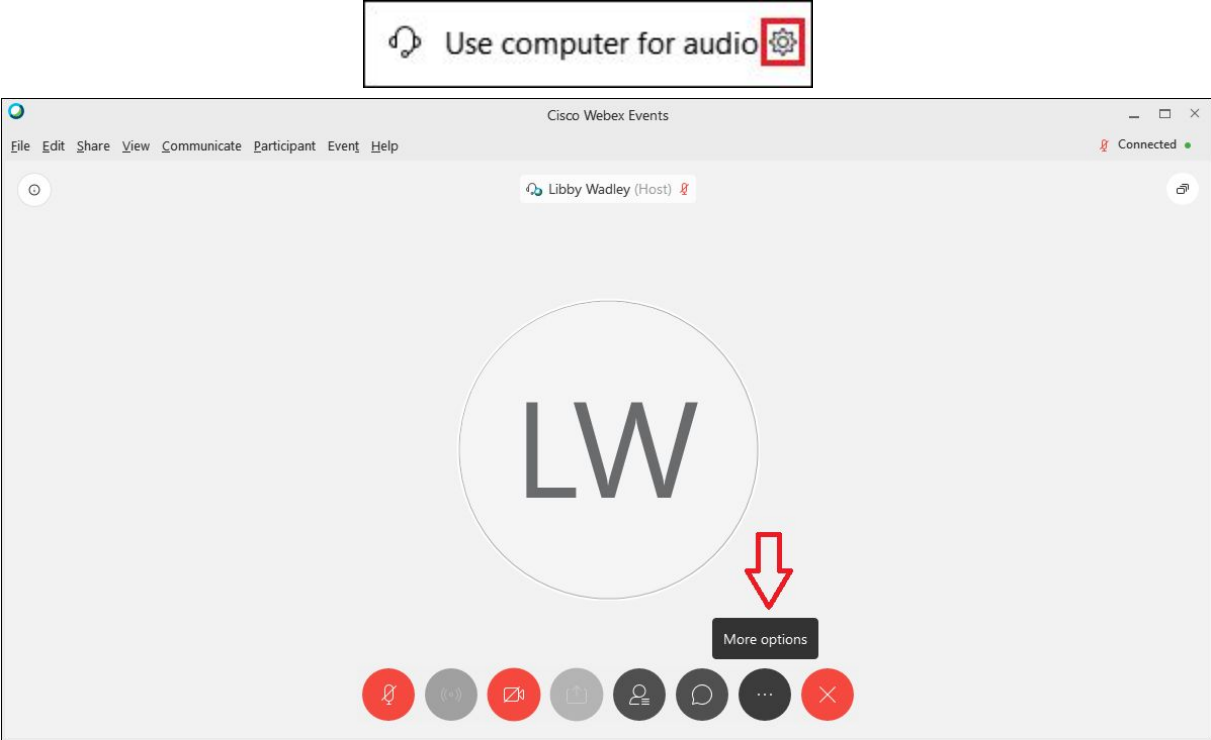 Use computer for audio
Cisco Webex Events
File Edit Share View Communicate Participant Event Help
Connected
Libby Wadley (Host)
LW
More options